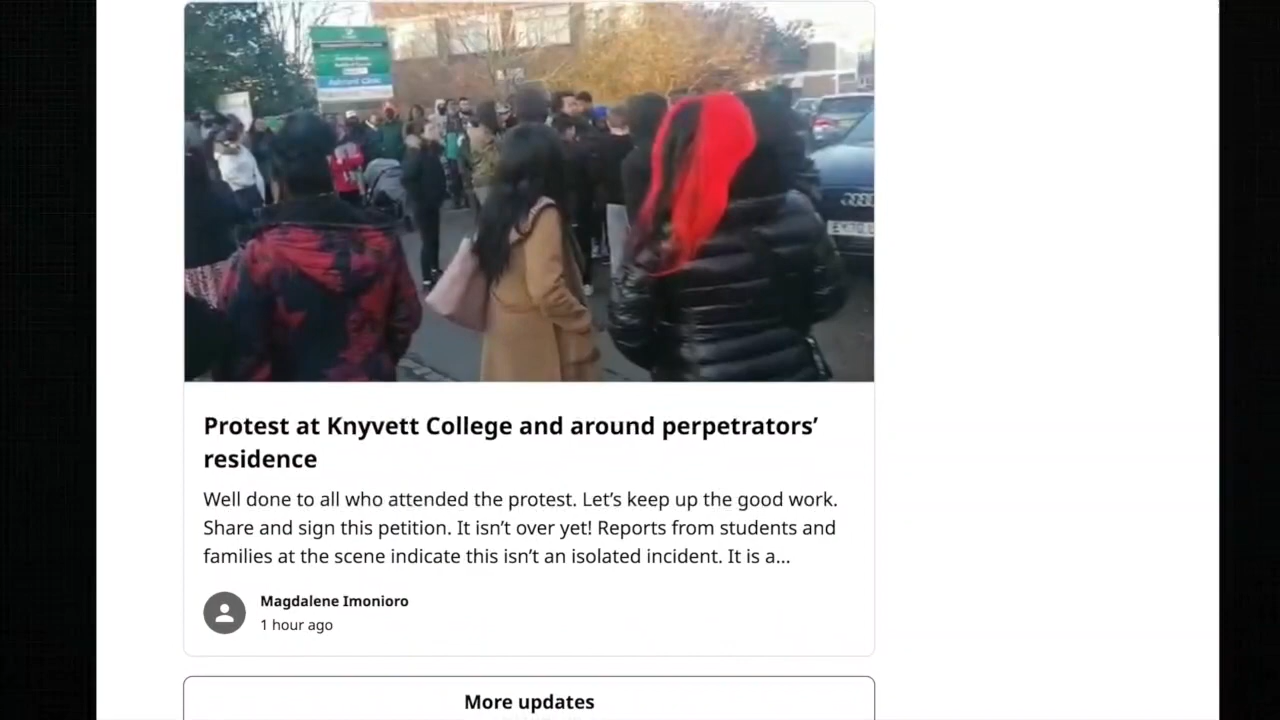 Protest at Knyvett College and around perpetrators’
residence
Well done to all who attended the protest. Let’s keep up the good work.
Share and sign this petition. It isn’t over yet! Reports from students and
families at the scene indicate this isn’t an isolated incident. It is a...
Magdalene Imonioro
1 hour ago
More updates